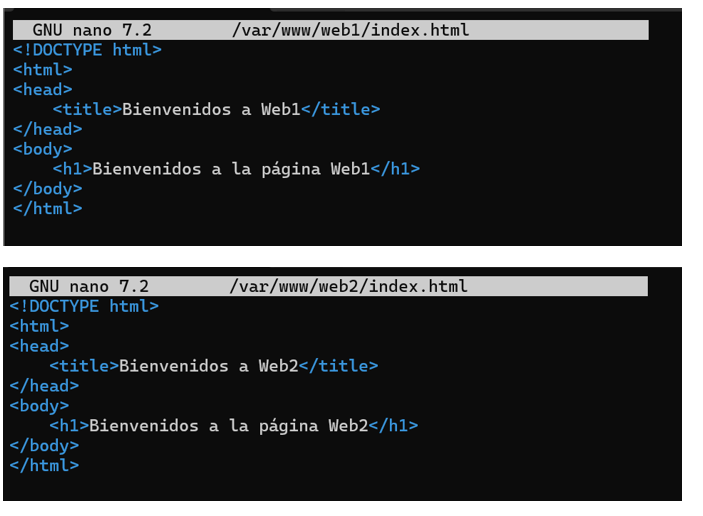 GNU nano 7.2 /var/www/web1/index.html
<!DOCTYPE html>
<html>
<head>
    <title>Bienvenidos a Web1</title>
</head>
<body>
    <h1>Bienvenidos a la página Web1</h1>
</body>
</html>
GNU nano 7.2 /var/www/web2/index.html
<!DOCTYPE html>
<html>
<head>
    <title>Bienvenidos a Web2</title>
</head>
<body>
    <h1>Bienvenidos a la página Web2</h1>
</body>
</html>